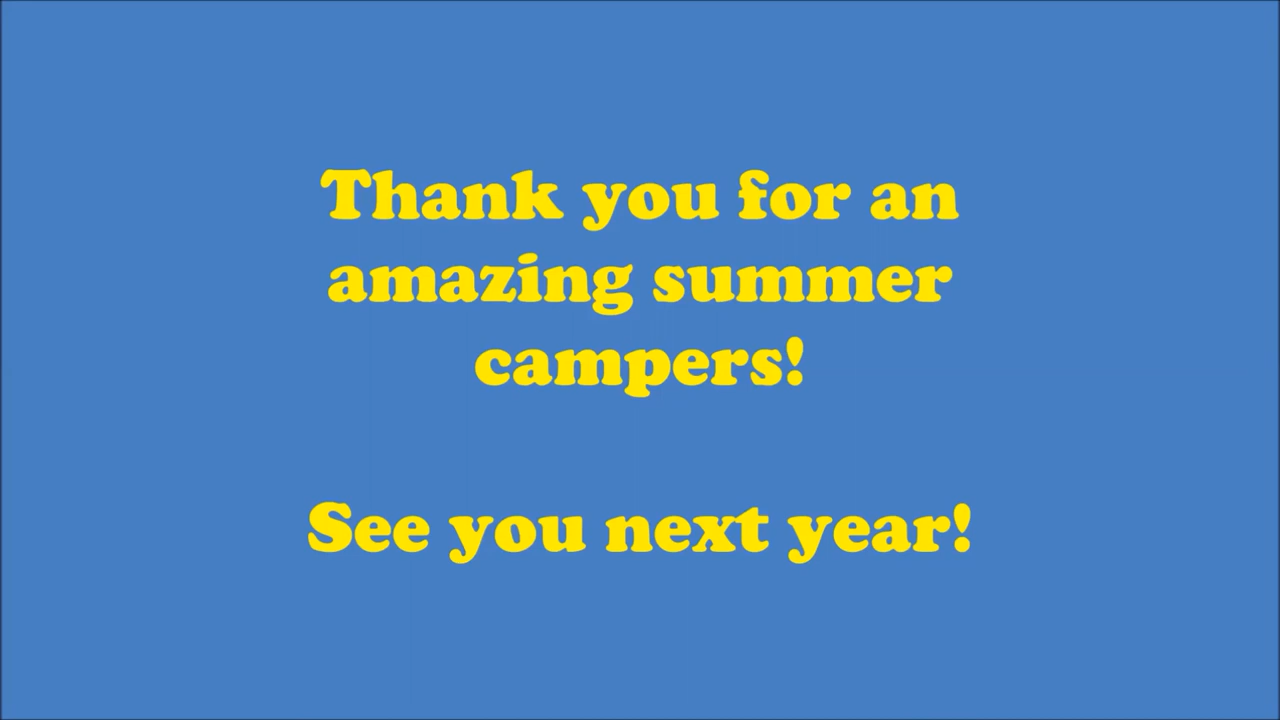 Thank you for an
amazing summer
campers!
See you next year!